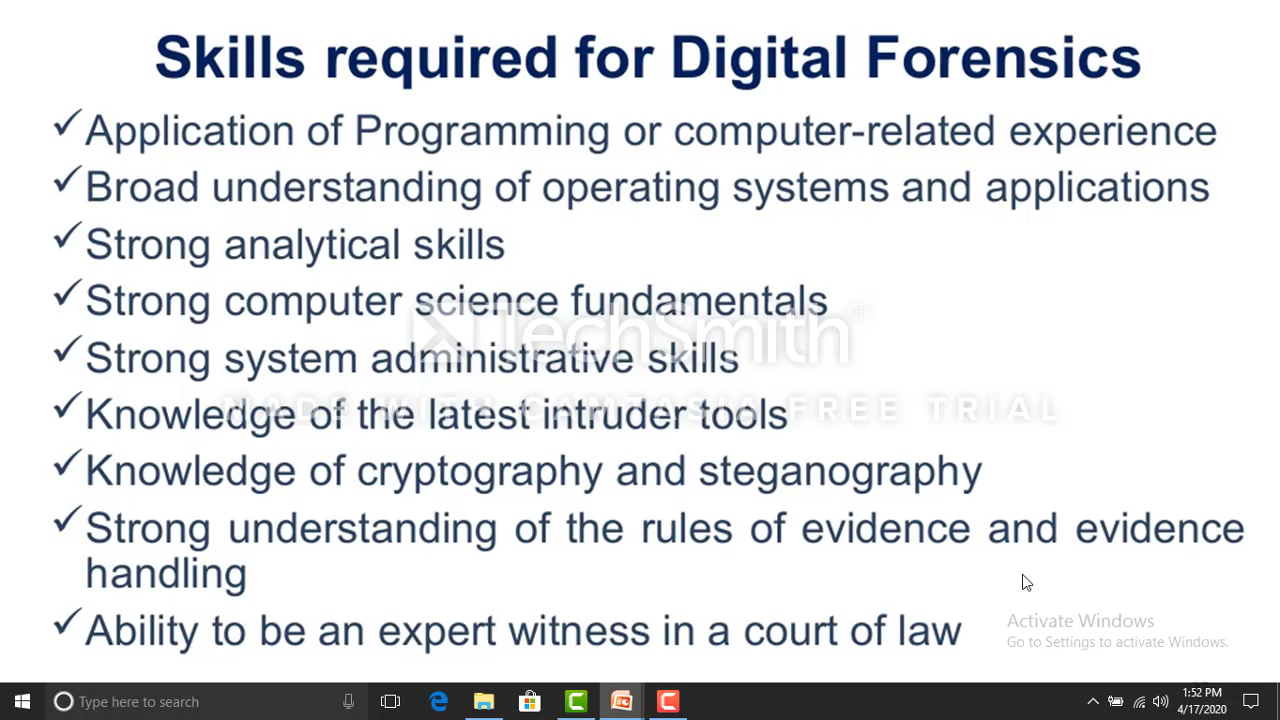 Skills required for Digital Forensics
✓Application of Programming or computer-related experience
✓Broad understanding of operating systems and applications
✓Strong analytical skills
✓Strong computer science fundamentals
TechSmith®
✓Strong system administrative skills
MADE WITH CAMTASIA FREE TRIAL
✓Knowledge of the latest intruder tools
✓Knowledge of cryptography and steganography
✓Strong understanding of the rules of evidence and evidence
handling
✓Ability to be an expert witness in a court of law
Activate Windows
Go to Settings to activate Windows.
Type here to search
1:52 PM
4/17/2020